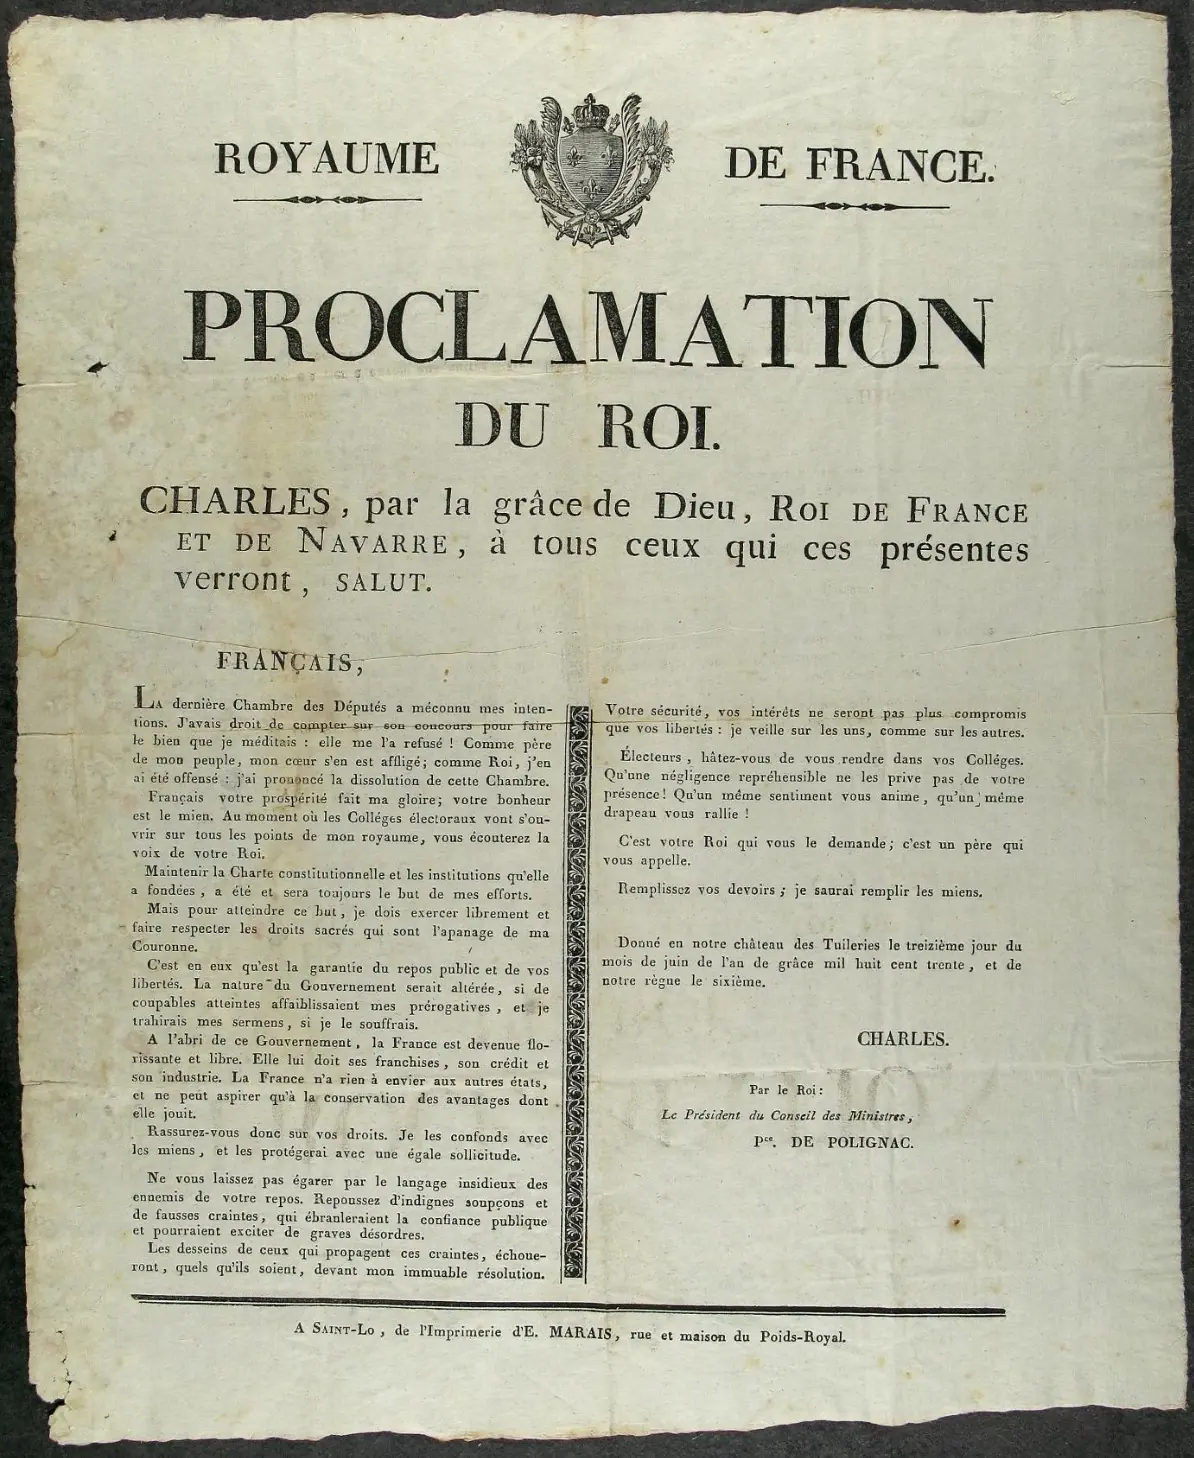 ROYAUME DE FRANCE.
PROCLAMATION
DU ROI.
CHARLES, par la grâce de Dieu, ROI DE FRANCE
ET DE NAVARRE, à tous ceux qui ces présentes
verront, SALUT.
FRANÇAIS,
LA dernière Chambre des Députés a méconnu mes inten-
tions. J'avais droit de compter sur son concours pour faire
le bien que je méditais : elle me l'a refusé ! Comme père
de mon peuple, mon cœur s'en est affligé; comme Roi, j'en
ai été offensé : j'ai prononcé la dissolution de cette Chambre.
Français votre prospérité fait ma gloire; votre bonheur
est le mien. Au moment où les Colléges électoraux vont s'ou-
vrir sur tous les points de mon royaume, vous écouterez la
voix de votre Roi.
Maintenir la Charte constitutionnelle et les institutions qu'elle
a fondées, a été et sera toujours le but de mes efforts.
Mais pour atteindre ce but, je dois exercer librement et
faire respecter les droits sacrés qui sont l'apanage de ma
Couronne.
C'est en eux qu'est la garantie du repos public et de vos
libertés. La nature du Gouvernement serait altérée, si de
coupables atteintes affaiblissaient mes prérogatives, et je
trahirais mes sermens, si je le souffrais.
A l'abri de ce Gouvernement, la France est devenue flo-
rissante et libre. Elle lui doit ses franchises, son crédit et
son industrie. La France n'a rien à envier aux autres états,
et ne peut aspirer qu'à la conservation des avantages dont
elle jouit.
Rassurez-vous donc sur vos droits. Je les confonds avec
les miens, et les protégerai avec une égale sollicitude.
Ne vous laissez pas égarer par le langage insidieux des
ennemis de votre repos. Repoussez d'indignes soupçons et
de fausses craintes, qui ébranleraient la confiance publique
et pourraient exciter de graves désordres.
Les desseins de ceux qui propagent ces craintes, échoue-
ront, quels qu'ils soient, devant mon immuable résolution.
Votre sécurité, vos intérêts ne seront pas plus compromis
que vos libertés : je veille sur les uns, comme sur les autres.
Électeurs, hâtez-vous de vous rendre dans vos Colléges.
Qu'une négligence repréhensible ne les prive pas de votre
présence! Qu'un même sentiment vous anime, qu'un même
drapeau vous rallie !
C'est votre Roi qui vous le demande; c'est un père qui
vous appelle.
Remplissez vos devoirs; je saurai remplir les miens.
Donné en notre château des Tuileries le treizième jour du
mois de juin de l'an de grâce mil huit cent trente, et de
notre règne le sixième.
CHARLES.
Par le Roi :
Le Président du Conseil des Ministres,
Pce. DE POLIGNAC.
A SAINT-LO, de l'Imprimerie d'E. MARAIS, rue et maison du Poids-Royal.